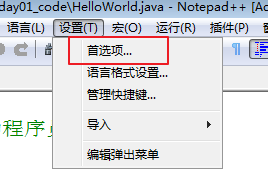 day01_code\HelloWorld.java - Notepad++ [Ad
语言(L) 设置(T) 宏(O) 运行(R) 插件(P)
首选项...
语言格式设置...
管理快捷键...
导入
编辑弹出菜单
程序